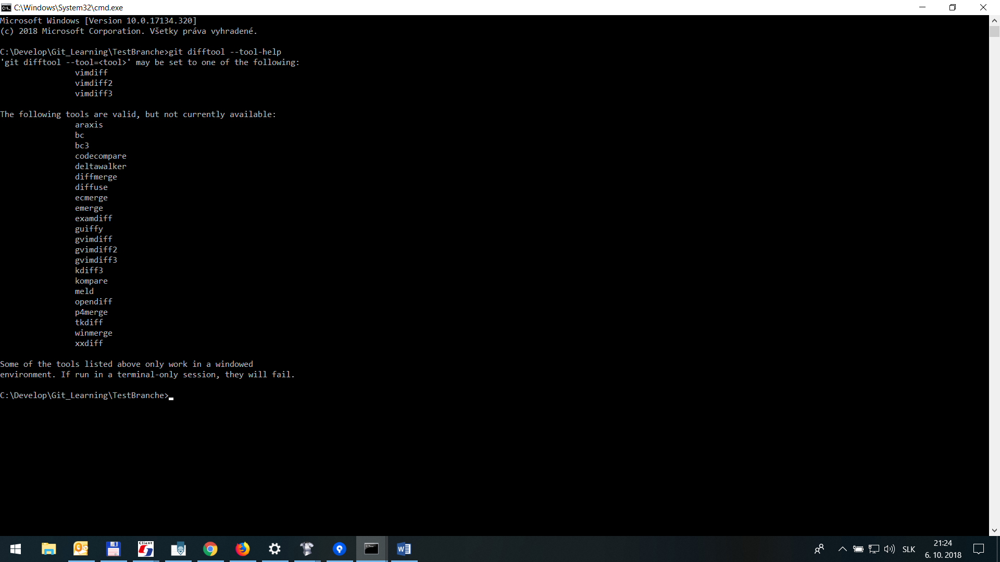 C:\Windows\System32\cmd.exe
Microsoft Windows [Version 10.0.17134.320]
(c) 2018 Microsoft Corporation. Všetky práva vyhradené.
C:\Develop\Git_Learning\TestBranche>git difftool --tool-help
'git difftool --tool=<tool>' may be set to one of the following:
vimdiff
vimdiff2
vimdiff3
The following tools are valid, but not currently available:
araxis
bc
bc3
codecompare
deltawalker
diffmerge
diffuse
ecmerge
emerge
examdiff
guiffy
gvimdiff
gvimdiff2
gvimdiff3
kdiff3
kompare
meld
opendiff
p4merge
tkdiff
winmerge
xxdiff
Some of the tools listed above only work in a windowed
environment. If run in a terminal-only session, they will fail.
C:\Develop\Git_Learning\TestBranche>
Client
SLK
21:24
6. 10. 2018